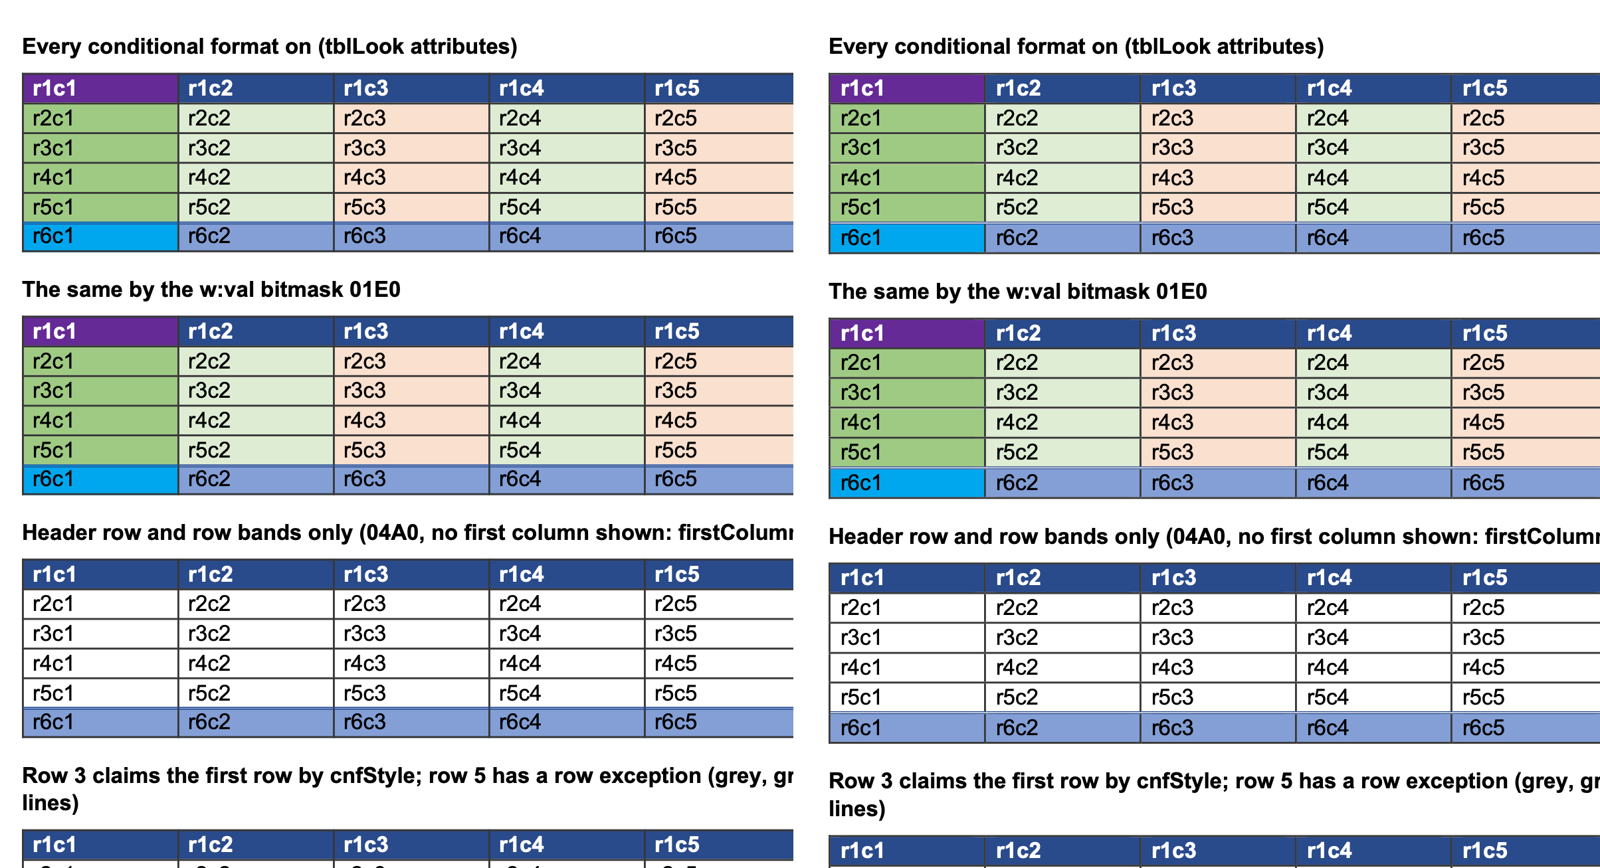 Every conditional format on (tblLook attributes)
r1c1 r1c2 r1c3 r1c4 r1c5
r2c1 r2c2 r2c3 r2c4 r2c5
r3c1 r3c2 r3c3 r3c4 r3c5
r4c1 r4c2 r4c3 r4c4 r4c5
r5c1 r5c2 r5c3 r5c4 r5c5
r6c1 r6c2 r6c3 r6c4 r6c5
The same by the w:val bitmask 01E0
r1c1 r1c2 r1c3 r1c4 r1c5
r2c1 r2c2 r2c3 r2c4 r2c5
r3c1 r3c2 r3c3 r3c4 r3c5
r4c1 r4c2 r4c3 r4c4 r4c5
r5c1 r5c2 r5c3 r5c4 r5c5
r6c1 r6c2 r6c3 r6c4 r6c5
Header row and row bands only (04A0, no first column shown: firstColumn
r1c1 r1c2 r1c3 r1c4 r1c5
r2c1 r2c2 r2c3 r2c4 r2c5
r3c1 r3c2 r3c3 r3c4 r3c5
r4c1 r4c2 r4c3 r4c4 r4c5
r5c1 r5c2 r5c3 r5c4 r5c5
r6c1 r6c2 r6c3 r6c4 r6c5
Row 3 claims the first row by cnfStyle; row 5 has a row exception (grey, gr
lines)
r1c1 r1c2 r1c3 r1c4 r1c5
Every conditional format on (tblLook attributes)
r1c1 r1c2 r1c3 r1c4 r1c5
r2c1 r2c2 r2c3 r2c4 r2c5
r3c1 r3c2 r3c3 r3c4 r3c5
r4c1 r4c2 r4c3 r4c4 r4c5
r5c1 r5c2 r5c3 r5c4 r5c5
r6c1 r6c2 r6c3 r6c4 r6c5
The same by the w:val bitmask 01E0
r1c1 r1c2 r1c3 r1c4 r1c5
r2c1 r2c2 r2c3 r2c4 r2c5
r3c1 r3c2 r3c3 r3c4 r3c5
r4c1 r4c2 r4c3 r4c4 r4c5
r5c1 r5c2 r5c3 r5c4 r5c5
r6c1 r6c2 r6c3 r6c4 r6c5
Header row and row bands only (04A0, no first column shown: firstColumn
r1c1 r1c2 r1c3 r1c4 r1c5
r2c1 r2c2 r2c3 r2c4 r2c5
r3c1 r3c2 r3c3 r3c4 r3c5
r4c1 r4c2 r4c3 r4c4 r4c5
r5c1 r5c2 r5c3 r5c4 r5c5
r6c1 r6c2 r6c3 r6c4 r6c5
Row 3 claims the first row by cnfStyle; row 5 has a row exception (grey, gr
lines)
r1c1 r1c2 r1c3 r1c4 r1c5